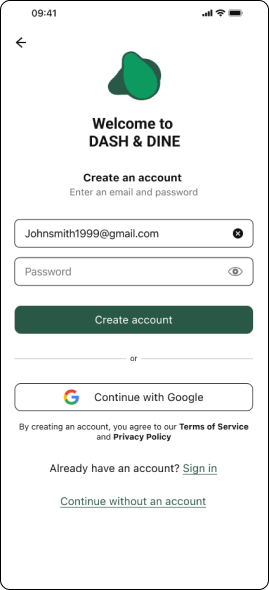 09:41
Welcome to
DASH & DINE
Create an account
Enter an email and password
Johnsmith1999@gmail.com
Password
Create account
or
Continue with Google
By creating an account, you agree to our Terms of Service
and Privacy Policy
Already have an account? Sign in
Continue without an account